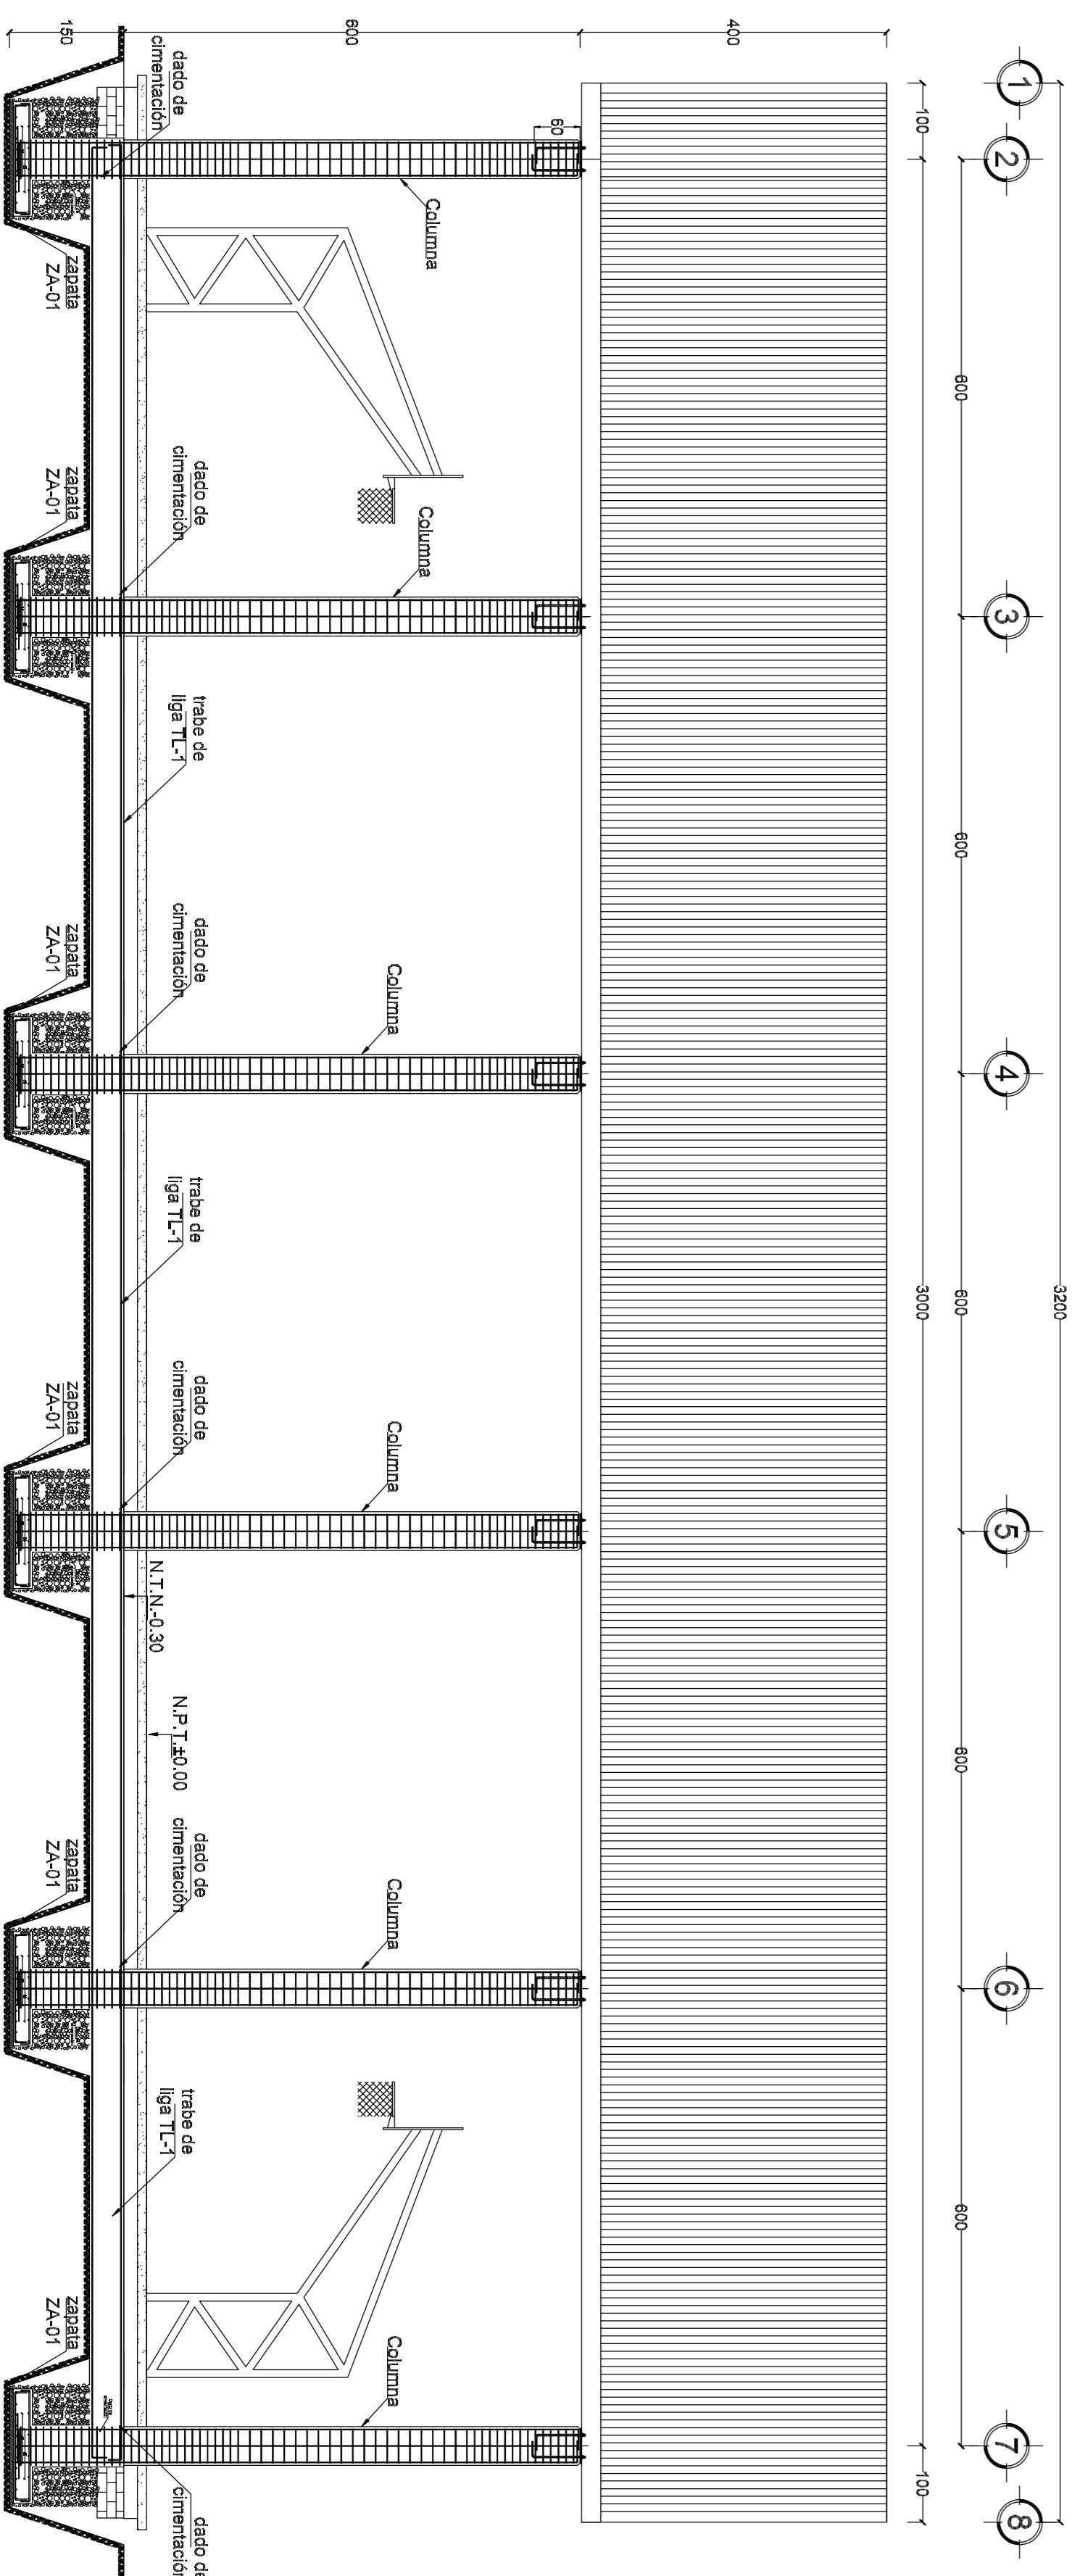 3200
1
2
3
4
5
6
7
8
600
600
600
600
600
100
3000
100
400
60
600
150
Columna
Columna
Columna
Columna
Columna
Columna
dado de
cimentación
dado de
cimentación
trabe de
liga TL-1
dado de
cimentación
trabe de
liga TL-1
dado de
cimentación
N.T.N.-0.30
N.P.T.±0.00
dado de
cimentación
trabe de
liga TL-1
dado de
cimentación
zapata
ZA-01
zapata
ZA-01
zapata
ZA-01
zapata
ZA-01
zapata
ZA-01
zapata
ZA-01